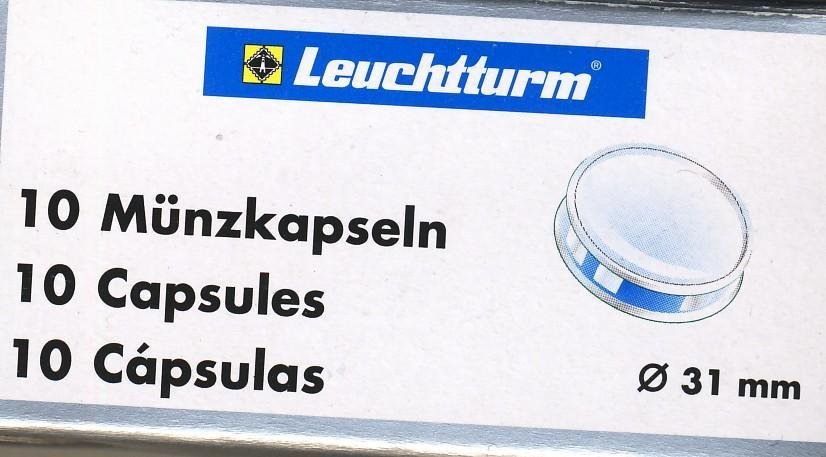 Leuchtturm®
10 Münzkapseln
10 Capsules
10 Cápsulas
Ø 31 mm